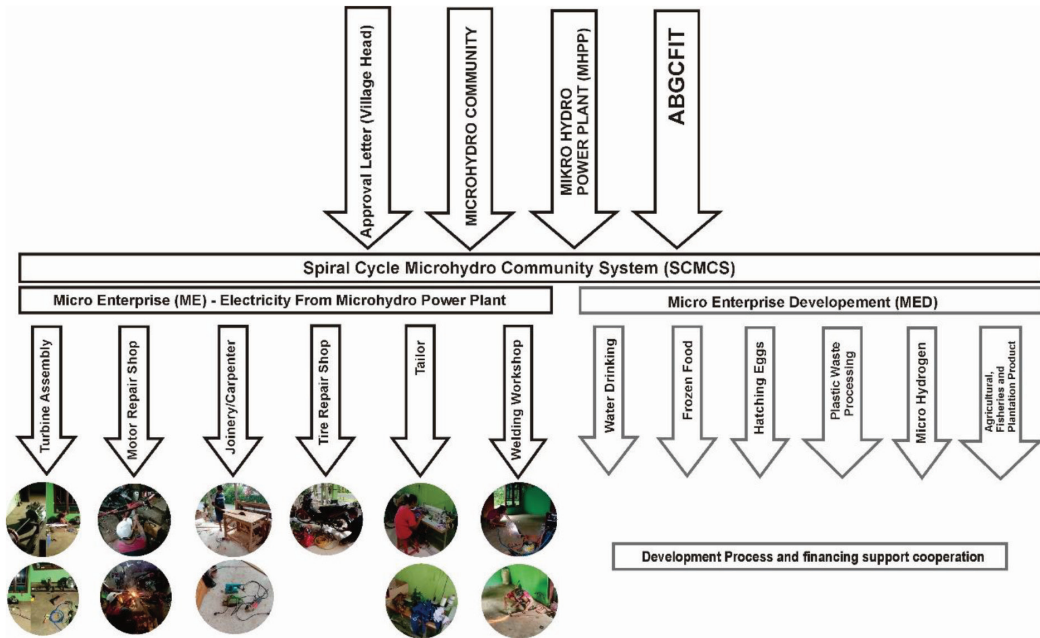 Approval Letter (Village Head)
MICROHYDRO COMMUNITY
MIKRO HYDRO
POWER PLANT (MHPP)
ABGCFIT
Spiral Cycle Microhydro Community System (SCMCS)
Micro Enterprise (ME) - Electricity From Microhydro Power Plant
Micro Enterprise Developement (MED)
Turbine Assembly
Motor Repair Shop
Joinery/Carpenter
Tire Repair Shop
Tailor
Welding Workshop
Water Drinking
Frozen Food
Hatching Eggs
Plastic Waste
Processing
Micro Hydrogen
Agricultural,
Fisheries and
Plantation Product
Development Process and financing support cooperation